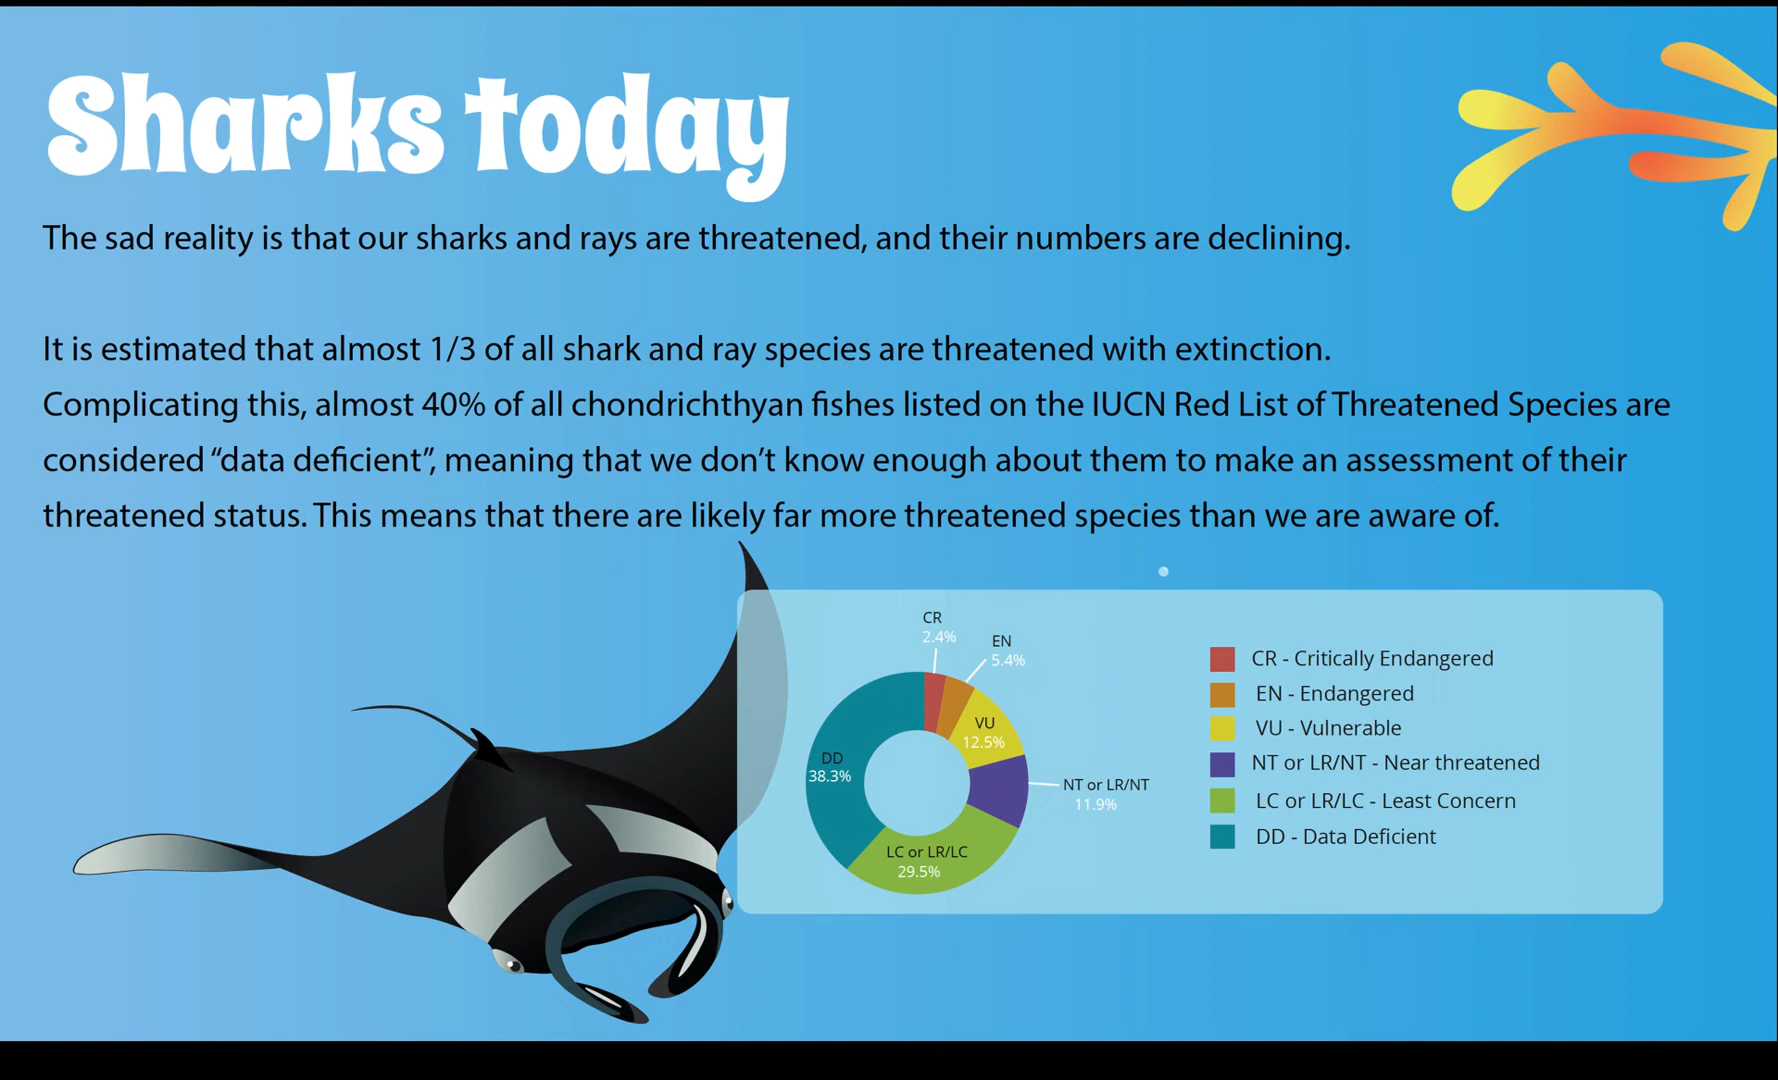 Sharks today
The sad reality is that our sharks and rays are threatened, and their numbers are declining.
It is estimated that almost 1/3 of all shark and ray species are threatened with extinction.
Complicating this, almost 40% of all chondrichthyan fishes listed on the IUCN Red List of Threatened Species are
considered “data deficient”, meaning that we don’t know enough about them to make an assessment of their
threatened status. This means that there are likely far more threatened species than we are aware of.
CR
2.4%
EN
5.4%
VU
12.5%
NT or LR/NT
11.9%
LC or LR/LC
29.5%
DD
38.3%
CR - Critically Endangered
EN - Endangered
VU - Vulnerable
NT or LR/NT - Near threatened
LC or LR/LC - Least Concern
DD - Data Deficient